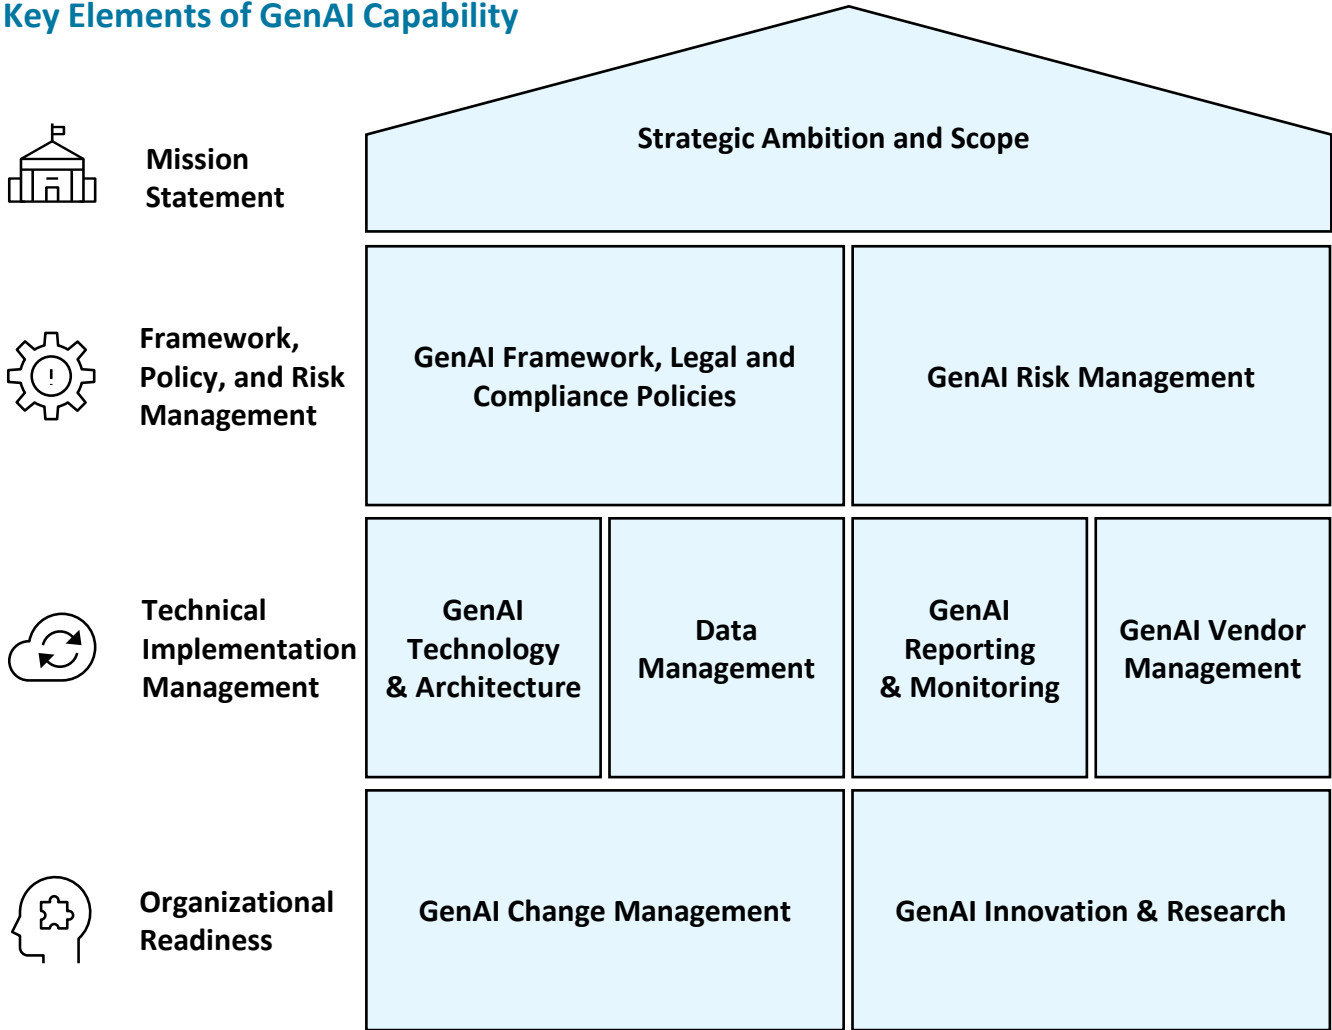 Key Elements of GenAI Capability
Mission
Statement
Strategic Ambition and Scope
Framework,
Policy, and Risk
Management
GenAI Framework, Legal and
Compliance Policies
GenAI Risk Management
Technical
Implementation
Management
GenAI
Technology
& Architecture
Data
Management
GenAI
Reporting
& Monitoring
GenAI Vendor
Management
Organizational
Readiness
GenAI Change Management
GenAI Innovation & Research